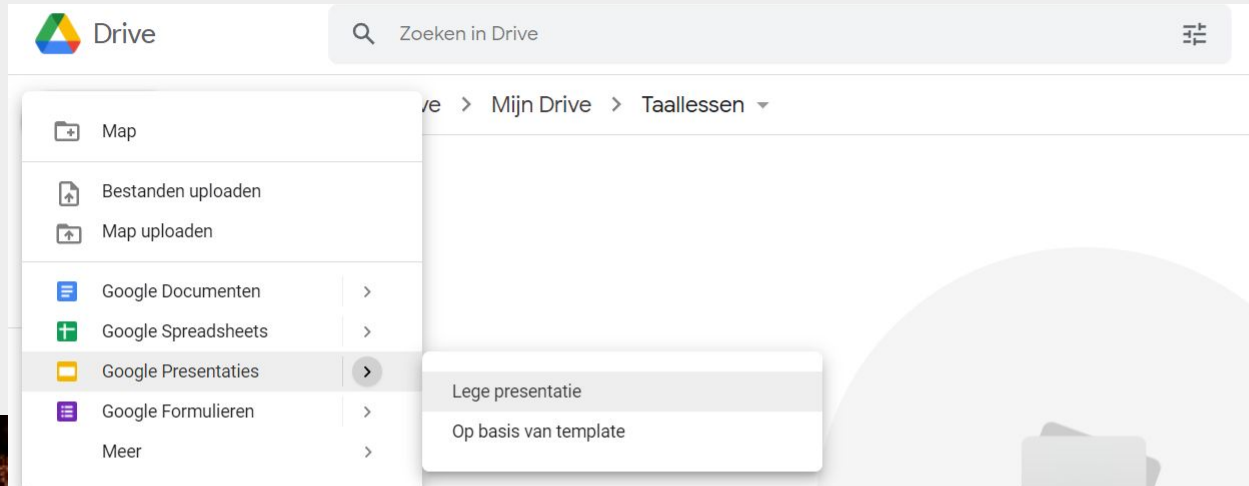 Drive
Zoeken in Drive
ve > Mijn Drive > Taallessen
Map
Bestanden uploaden
Map uploaden
Google Documenten
Google Spreadsheets
Google Presentaties
Google Formulieren
Meer
Lege presentatie
Op basis van template